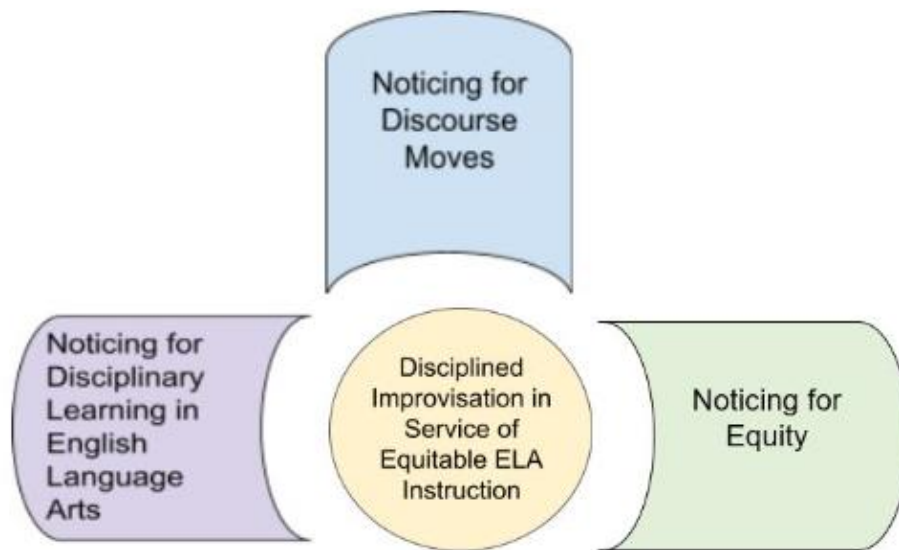 Noticing for
Discourse
Moves
Noticing for
Disciplinary
Learning in
English
Language
Arts
Disciplined
Improvisation in
Service of
Equitable ELA
Instruction
Noticing for
Equity